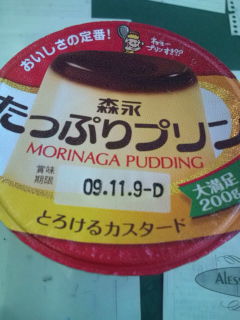 おいしさの定番!
森永
たっぷりプリン
MORINAGA PUDDING
賞味
期限
09.11.9-D
大満足
200g
とろけるカスタード